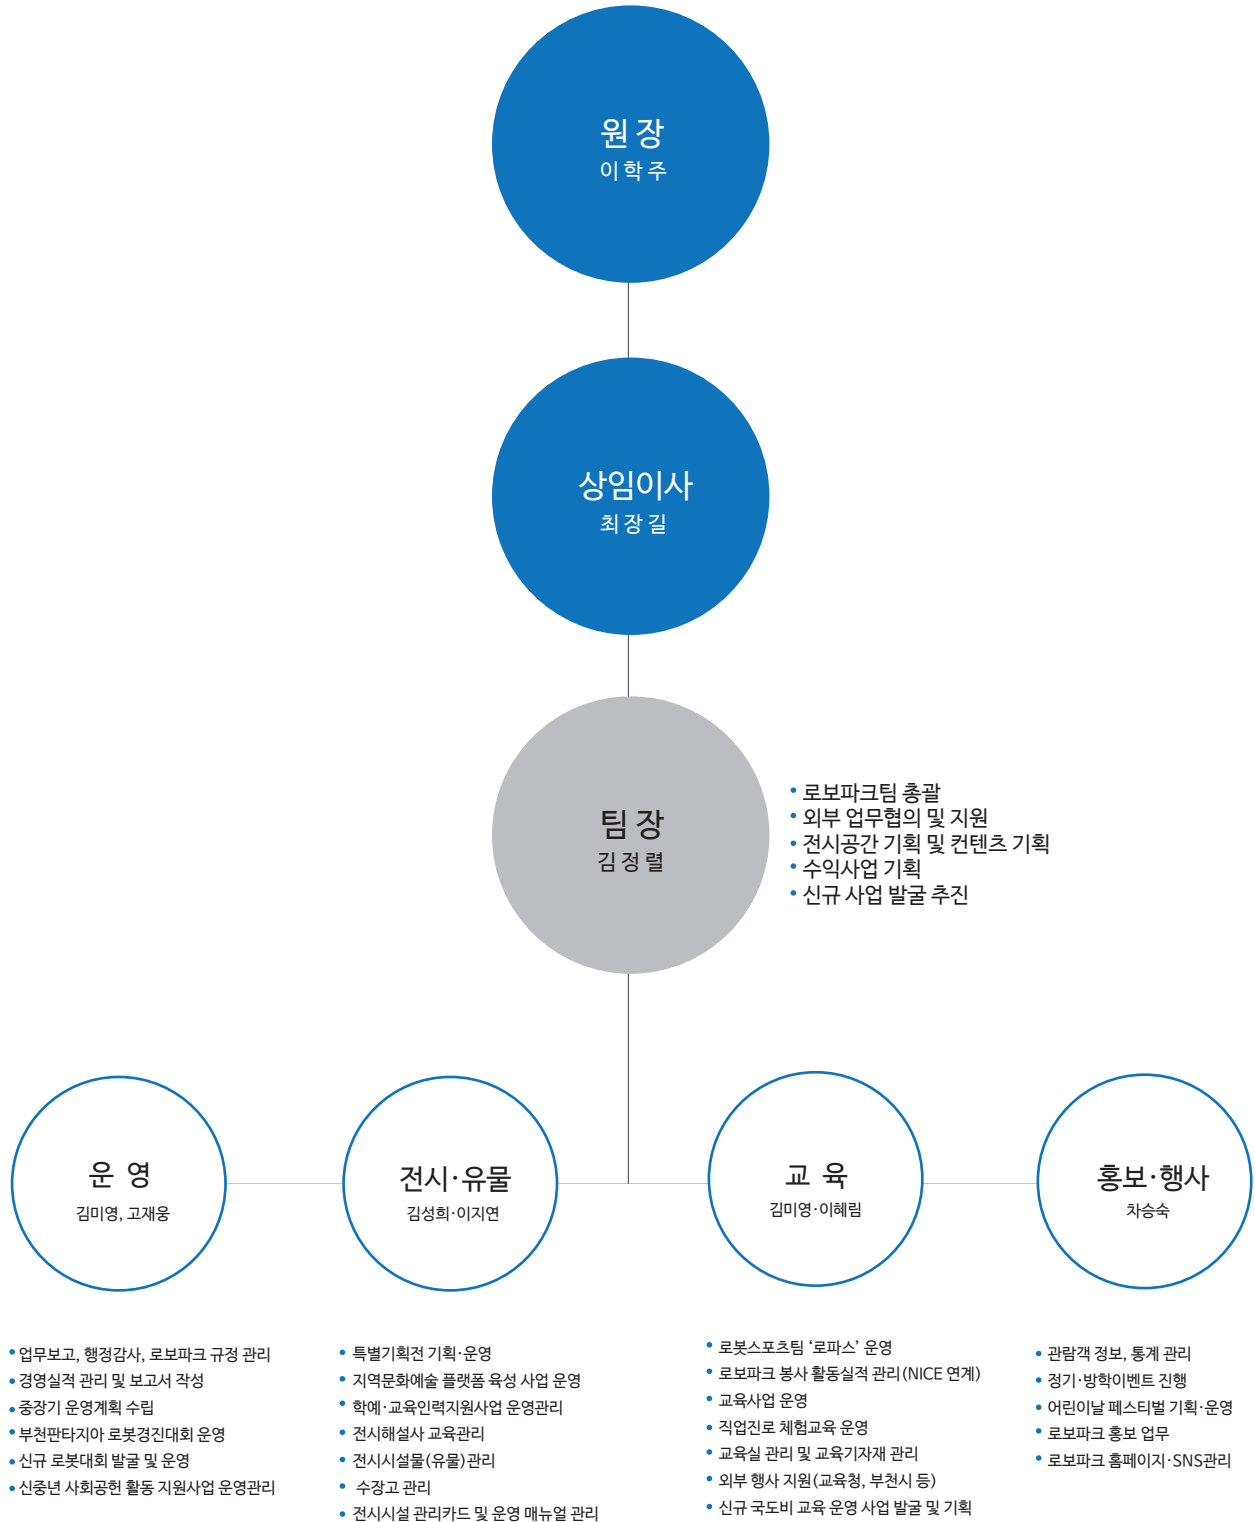 원장
이학주
상임이사
최장길
팀장
김정렬
• 로보파크팀 총괄
• 외부 업무협의 및 지원
• 전시공간 기획 및 컨텐츠 기획
• 수익사업 기획
• 신규 사업 발굴 추진
운 영
김미영, 고재웅
• 업무보고, 행정감사, 로보파크 규정 관리
• 경영실적 관리 및 보고서 작성
• 중장기 운영계획 수립
• 부천판타지아 로봇경진대회 운영
• 신규 로봇대회 발굴 및 운영
• 신중년 사회공헌 활동 지원사업 운영관리
전시·유물
김성희·이지연
• 특별기획전 기획·운영
• 지역문화예술 플랫폼 육성 사업 운영
• 학예·교육인력지원사업 운영관리
• 전시해설사 교육관리
• 전시시설물(유물)관리
• 수장고 관리
• 전시시설 관리카드 및 운영 매뉴얼 관리
교 육
김미영·이혜림
• 로봇스포츠팀 ‘로파스’ 운영
• 로보파크 봉사 활동실적 관리(NICE 연계)
• 교육사업 운영
• 직업진로 체험교육 운영
• 교육실 관리 및 교육기자재 관리
• 외부 행사 지원(교육청, 부천시 등)
• 신규 국도비 교육 운영 사업 발굴 및 기획
홍보·행사
차승숙
• 관람객 정보, 통계 관리
• 정기·방학이벤트 진행
• 어린이날 페스티벌 기획·운영
• 로보파크 홍보 업무
• 로보파크 홈페이지·SNS관리